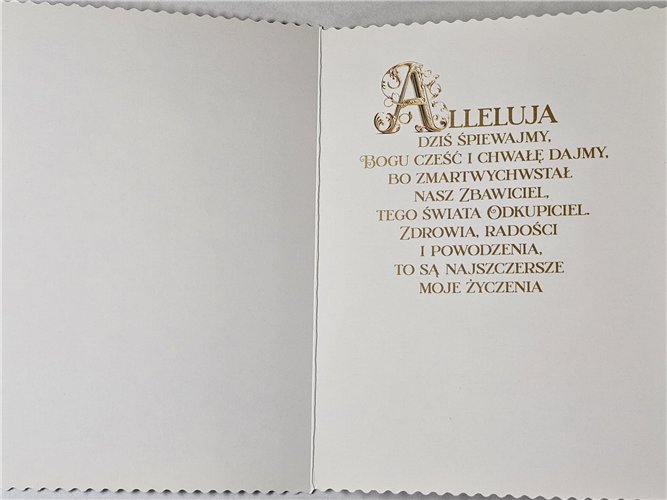 ALLELUJA
DZIŚ ŚPIEWAJMY,
BOGU CZEŚĆ I CHWAŁĘ DAJMY,
BO ZMARTWYCHWSTAŁ
NASZ ZBAWICIEL,
TEGO ŚWIATA ODKUPICIEL.
ZDROWIA, RADOŚCI
I POWODZENIA,
TO SĄ NAJSZCZERSZE
MOJE ŻYCZENIA